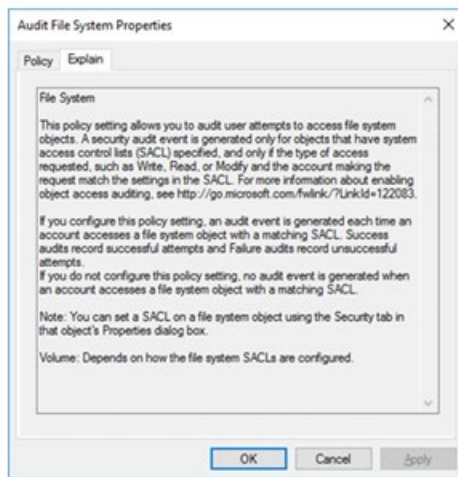 Audit File System Properties
Policy
Explain
File System
This policy setting allows you to audit user attempts to access file system
objects. A security audit event is generated only for objects that have system
access control lists (SACL) specified, and only if the type of access
requested, such as Write, Read, or Modify and the account making the
request match the settings in the SACL. For more information about enabling
object access auditing, see http://go.microsoft.com/fwlink/?LinkId=122083.
If you configure this policy setting, an audit event is generated each time an
account accesses a file system object with a matching SACL. Success
audits record successful attempts and Failure audits record unsuccessful
attempts.
If you do not configure this policy setting, no audit event is generated when
an account accesses a file system object with a matching SACL.
Note: You can set a SACL on a file system object using the Security tab in
that object's Properties dialog box.
Volume: Depends on how the file system SACLs are configured.
OK
Cancel
Apply